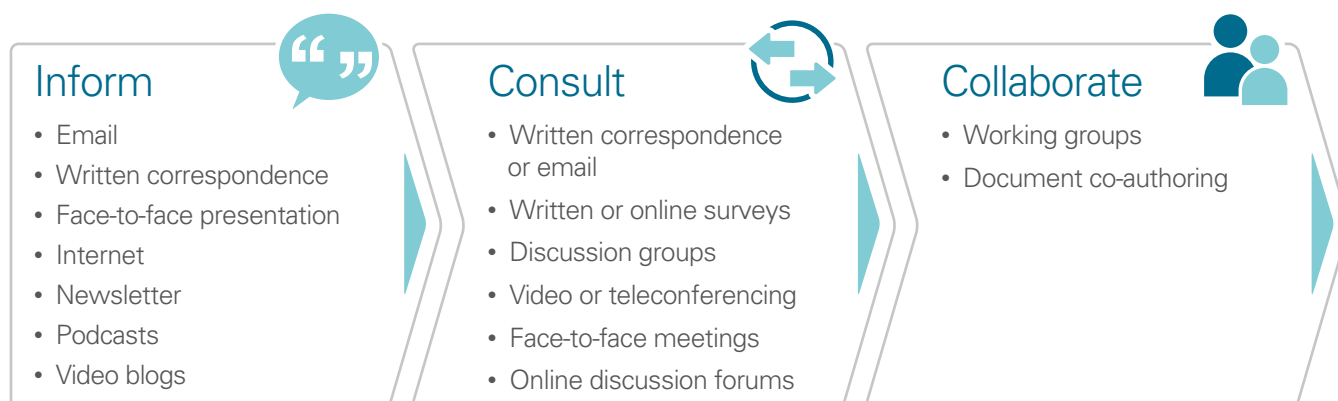 Inform
• Email
• Written correspondence
• Face-to-face presentation
• Internet
• Newsletter
• Podcasts
• Video blogs
Consult
• Written correspondence
or email
• Written or online surveys
• Discussion groups
• Video or teleconferencing
• Face-to-face meetings
• Online discussion forums
Collaborate
• Working groups
• Document co-authoring